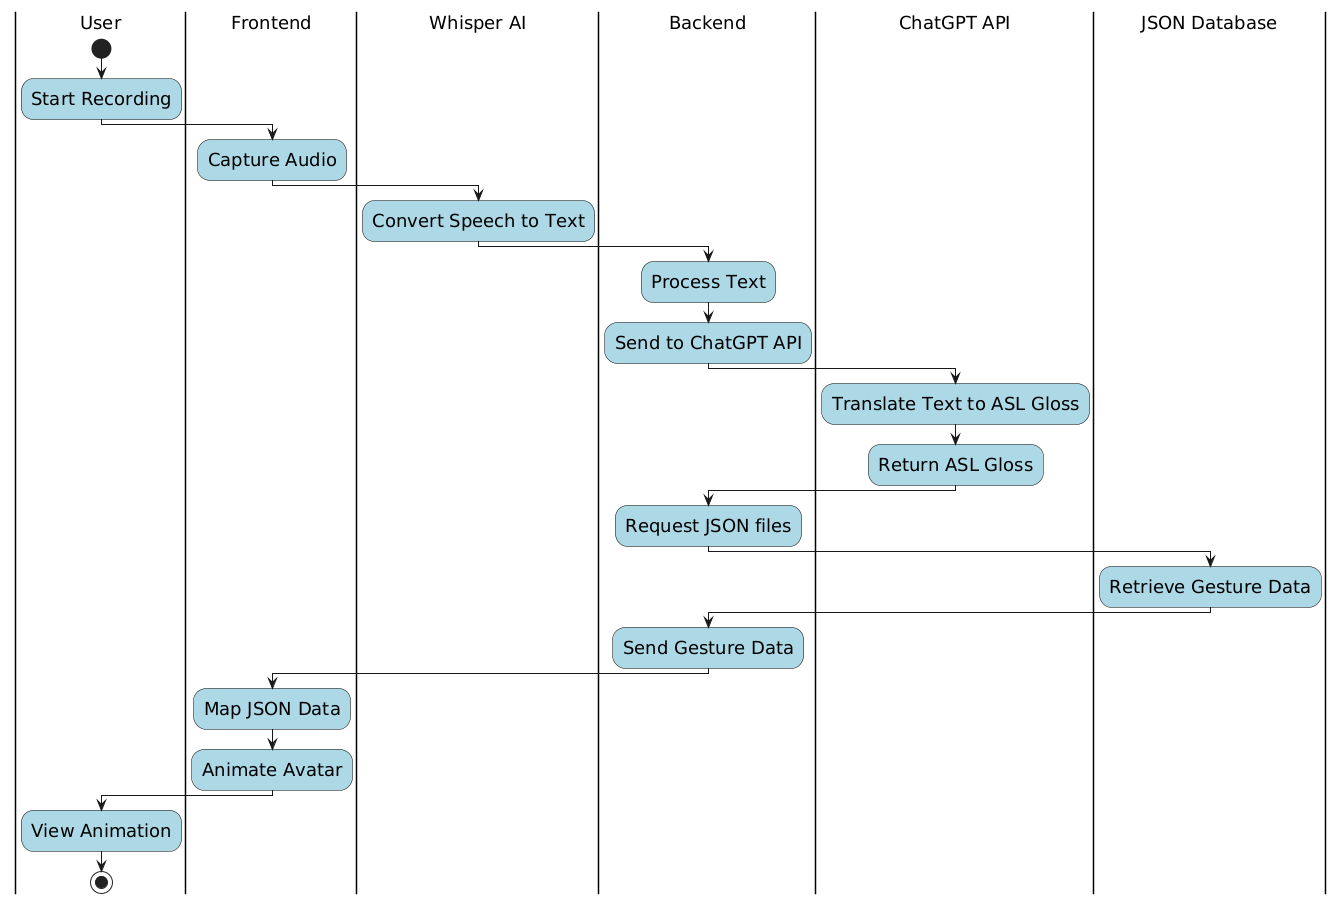 User
Frontend
Whisper AI
Backend
ChatGPT API
JSON Database
Start Recording
Capture Audio
Convert Speech to Text
Process Text
Send to ChatGPT API
Translate Text to ASL Gloss
Return ASL Gloss
Request JSON files
Retrieve Gesture Data
Send Gesture Data
Map JSON Data
Animate Avatar
View Animation